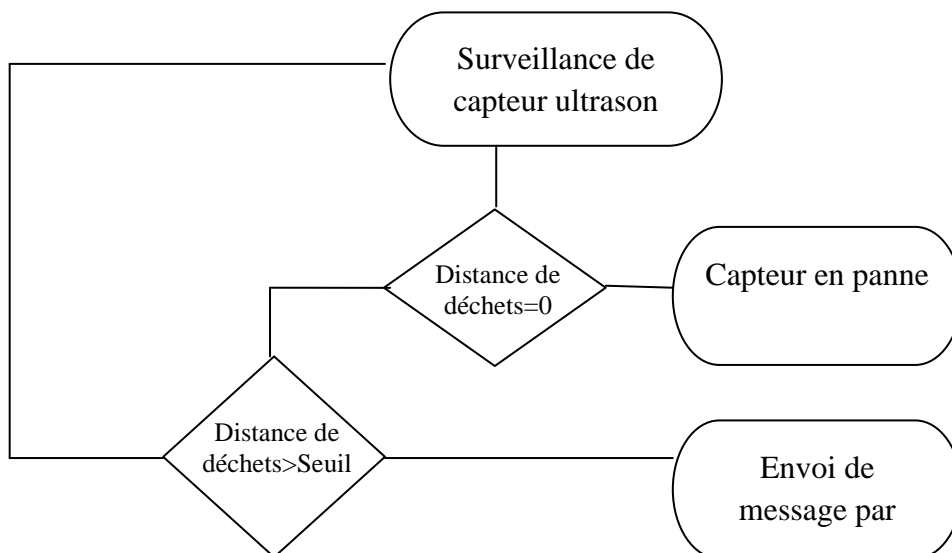 Surveillance de
capteur ultrason
Distance de
déchets=0
Capteur en panne
Distance de
déchets>Seuil
Envoi de
message par